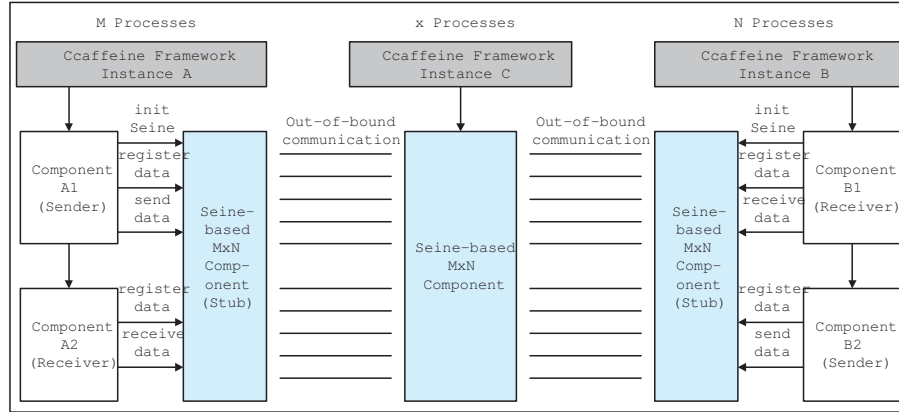 M Processes
x Processes
N Processes
Ccaffeine Framework
Instance A
Ccaffeine Framework
Instance C
Ccaffeine Framework
Instance B
init
Seine
Out-of-bound
communication
Out-of-bound
communication
init
Seine
Component
A1
(Sender)
register
data
send
data
Seine-
based
MxN
Comp-
onent
(Stub)
Seine-based
MxN
Component
Seine-
based
MxN
Comp-
onent
(Stub)
register
data
receive
data
Component
B1
(Receiver)
Component
A2
(Receiver)
register
data
receive
data
register
data
send
data
Component
B2
(Sender)